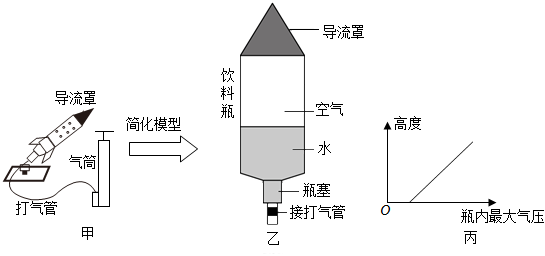 导流罩
气筒
打气管
甲
简化模型
导流罩
饮料瓶
空气
水
瓶塞
接打气管
乙
高度
O
瓶内最大气压
丙